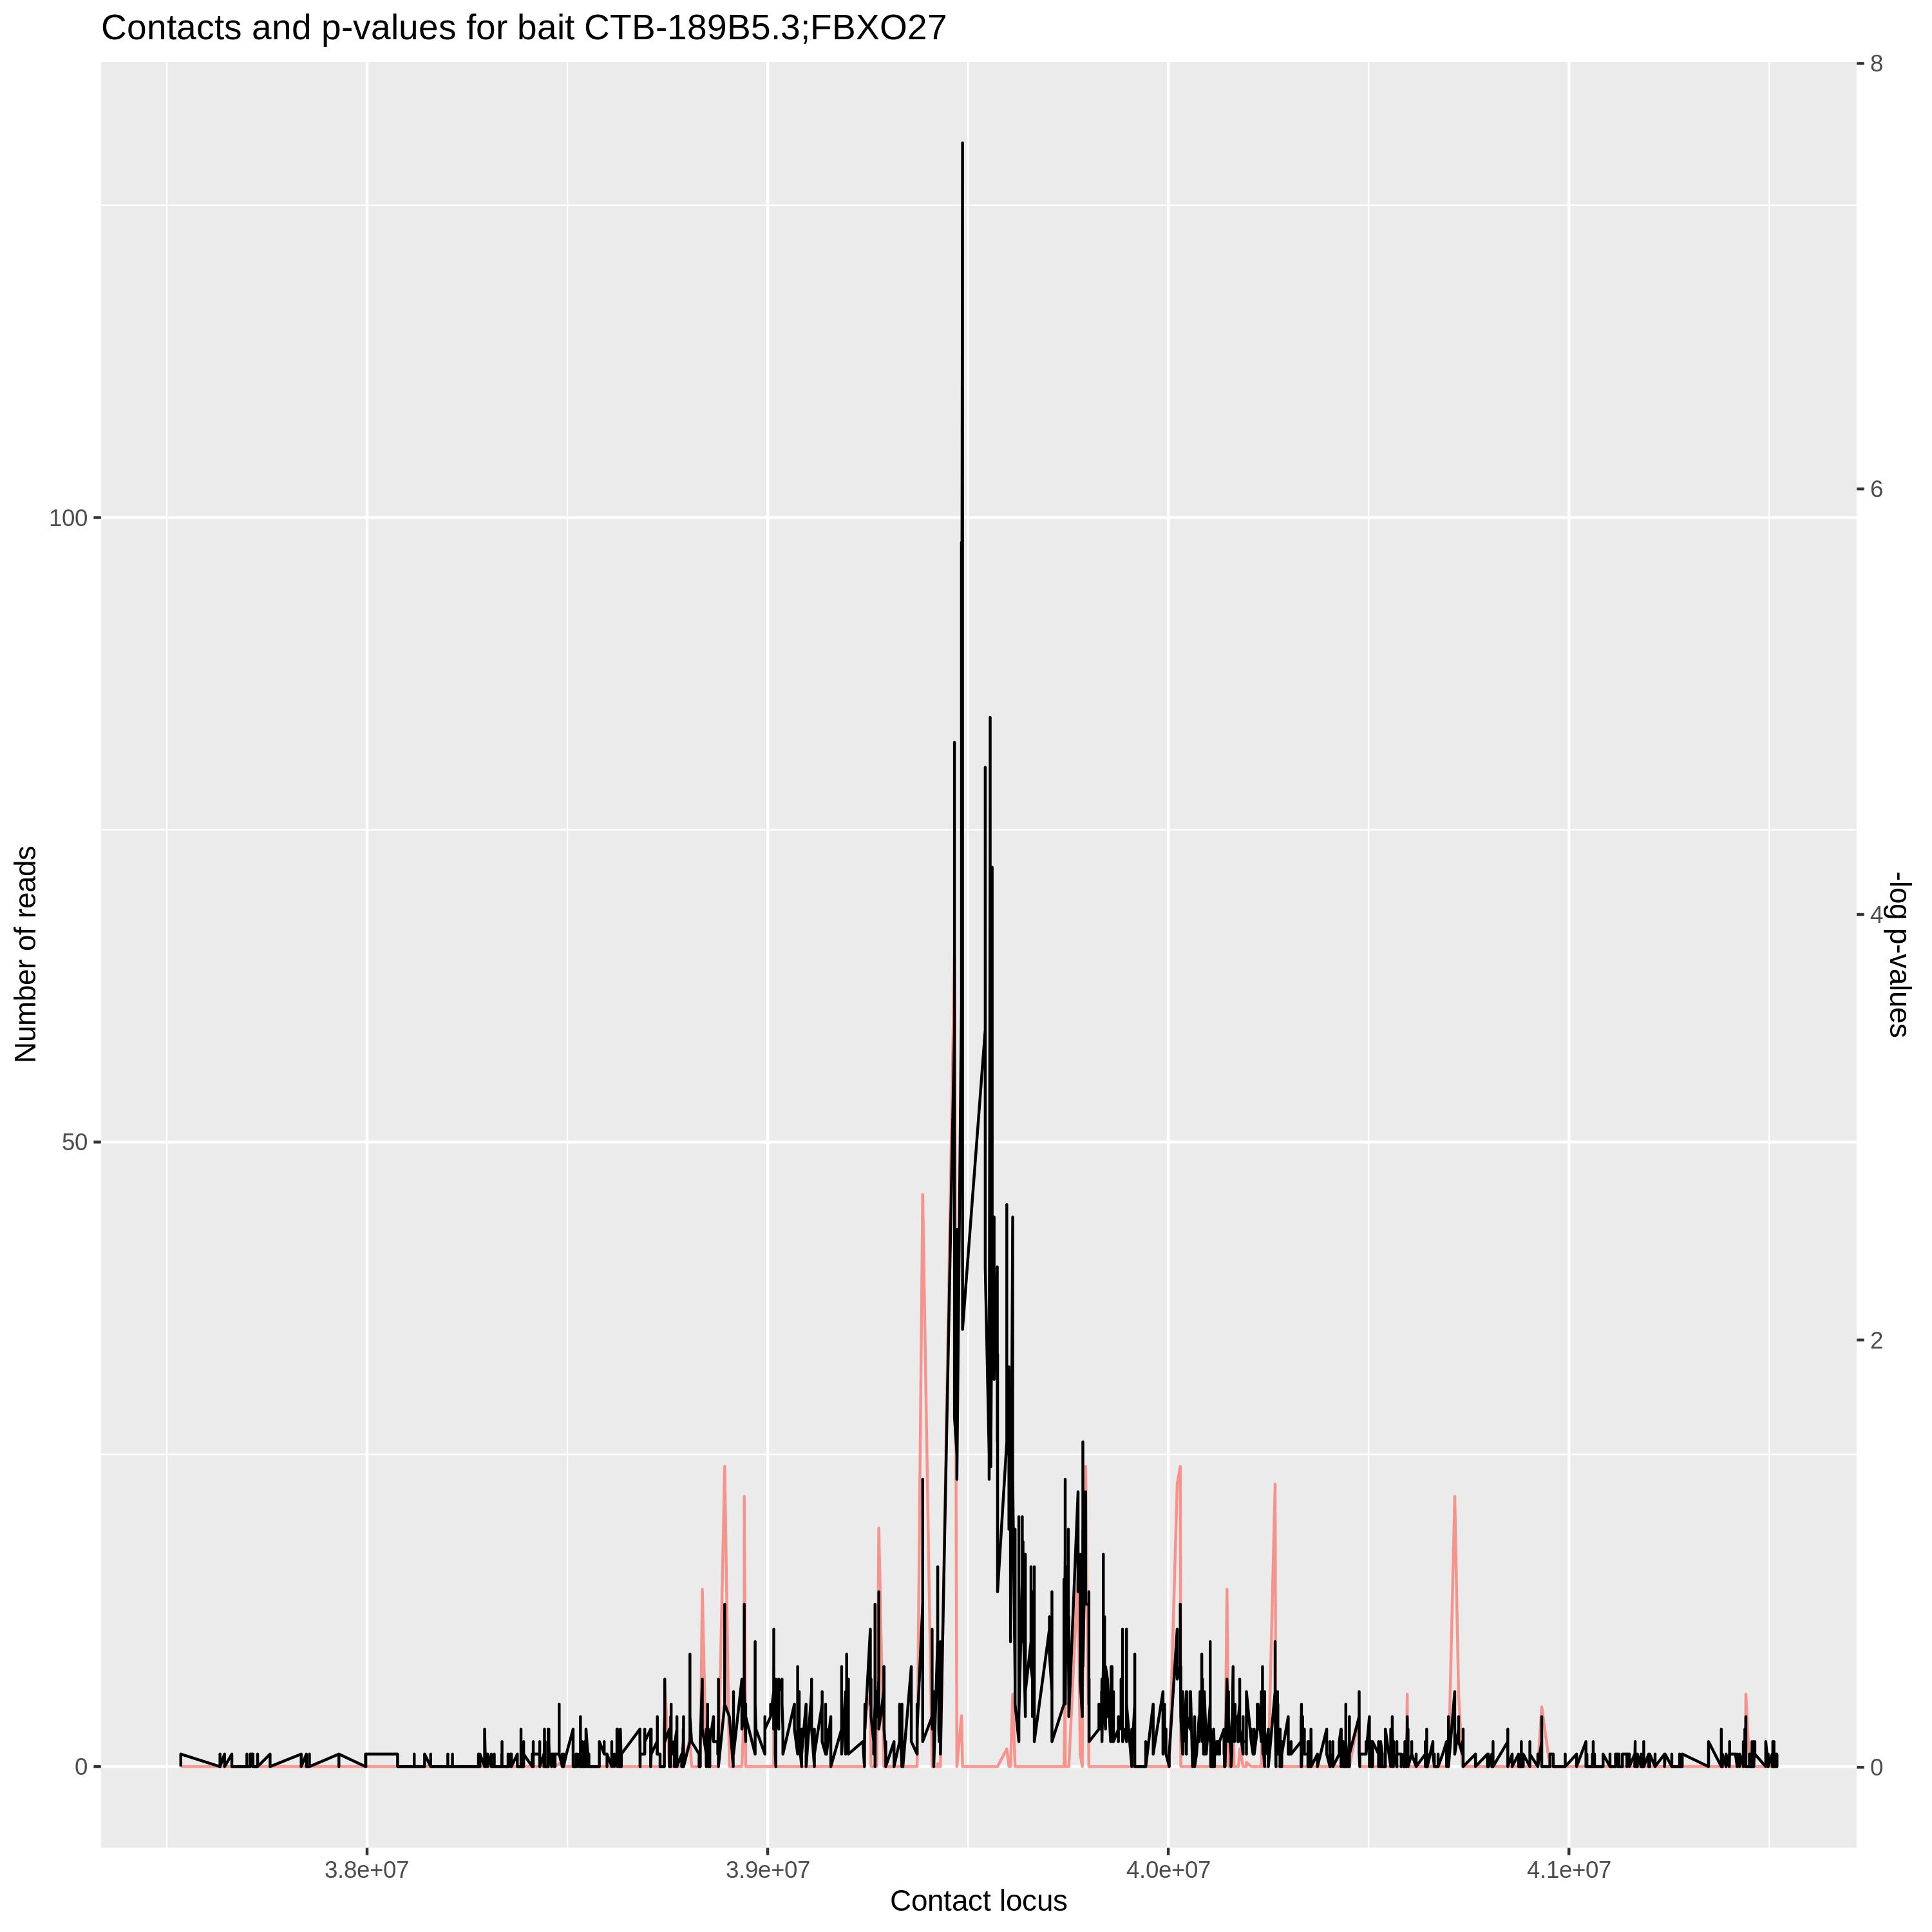 Contacts and p-values for bait CTB-189B5.3;FBXO27
8
6
4
2
0
100
50
0
Number of reads
-log p-values
3.8e+07
3.9e+07
4.0e+07
4.1e+07
Contact locus